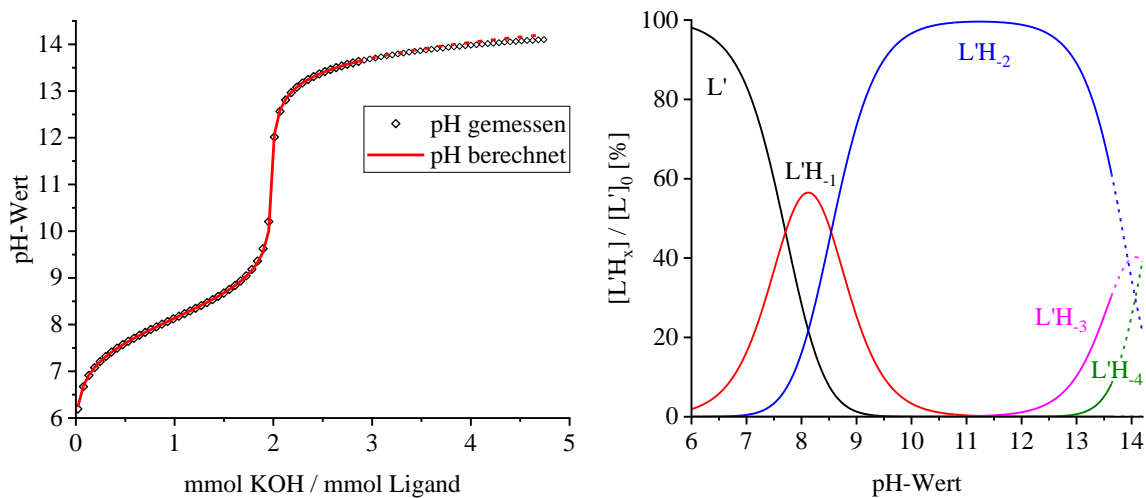 14
13
12
11
10
9
8
7
6
pH-Wert
pH gemessen
pH berechnet
0 1 2 3 4 5
mmol KOH / mmol Ligand
100
80
60
40
20
0
[L'Hₓ] / [L']₀ [%]
L'
L'H₋₁
L'H₋₂
L'H₋₃
L'H₋₄
6 7 8 9 10 11 12 13 14
pH-Wert